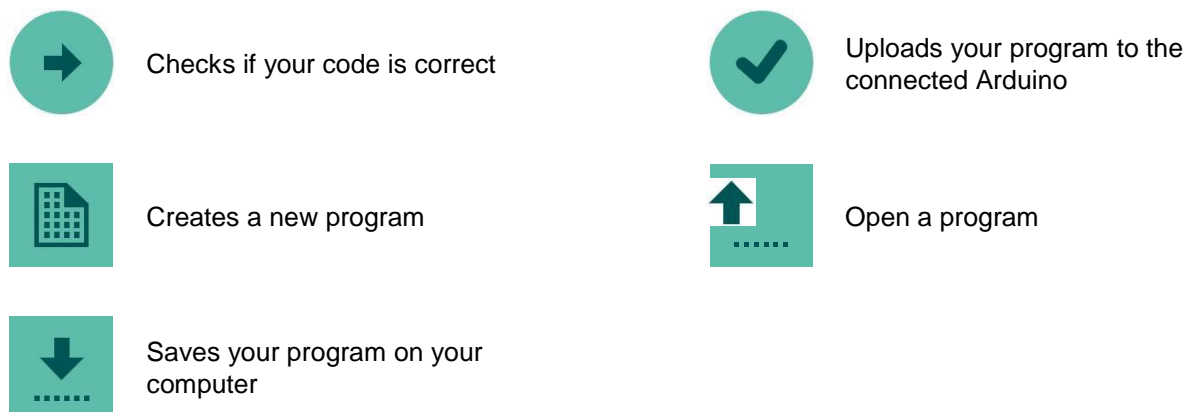 Checks if your code is correct
Uploads your program to the
connected Arduino
Creates a new program
Open a program
Saves your program on your
computer